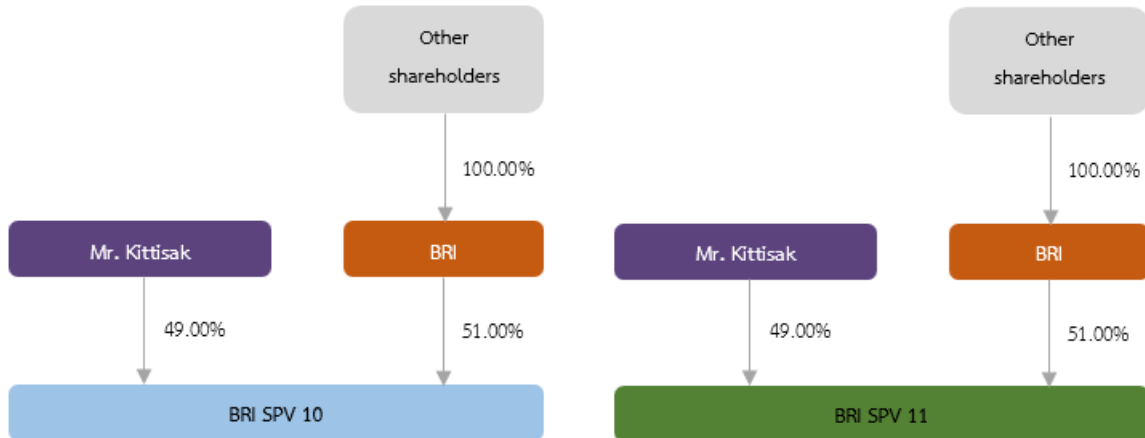 Other
shareholders
100.00%
Mr. Kittisak
BRI
49.00%
51.00%
BRI SPV 10
Other
shareholders
100.00%
Mr. Kittisak
BRI
49.00%
51.00%
BRI SPV 11